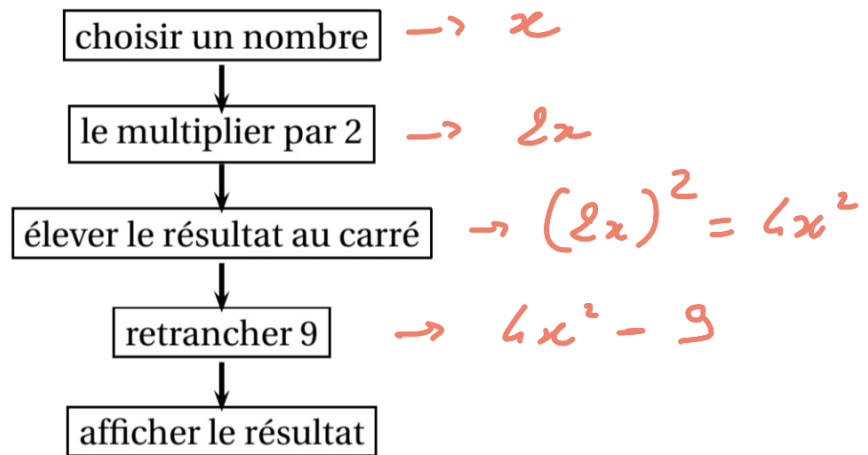 choisir un nombre → x
le multiplier par 2 → 2x
élever le résultat au carré → (2x)² = 4x²
retrancher 9 → 4x² - 9
afficher le résultat